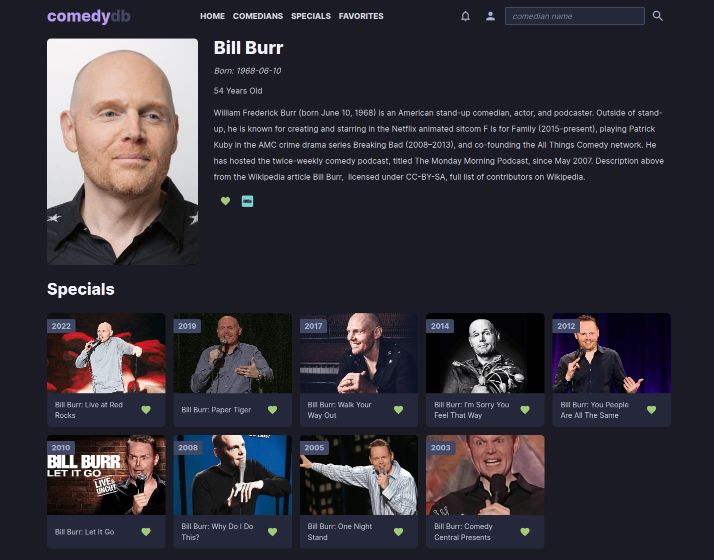 comedydb
HOME COMEDIANS SPECIALS FAVORITES
comedian name
Bill Burr
Born: 1968-06-10
54 Years Old
William Frederick Burr (born June 10, 1968) is an American stand-up comedian, actor, and podcaster. Outside of stand-
up, he is known for creating and starring in the Netflix animated sitcom F Is for Family (2015–present), playing Patrick
Kuby in the AMC crime drama series Breaking Bad (2008–2013), and co-founding the All Things Comedy network. He
has hosted the twice-weekly comedy podcast, titled The Monday Morning Podcast, since May 2007. Description above
from the Wikipedia article Bill Burr, licensed under CC-BY-SA, full list of contributors on Wikipedia.
Specials
2022
Bill Burr: Live at Red
Rocks
2019
Bill Burr: Paper Tiger
2017
Bill Burr: Walk Your
Way Out
2014
Bill Burr: I'm Sorry You
Feel That Way
2012
Bill Burr: You People
Are All The Same
2010
BILL BURR
LET IT GO
LIVE &
UNCUT
Bill Burr: Let It Go
2008
Bill Burr: Why Do I Do
This?
2005
Bill Burr: One Night
Stand
2003
Bill Burr: Comedy
Central Presents